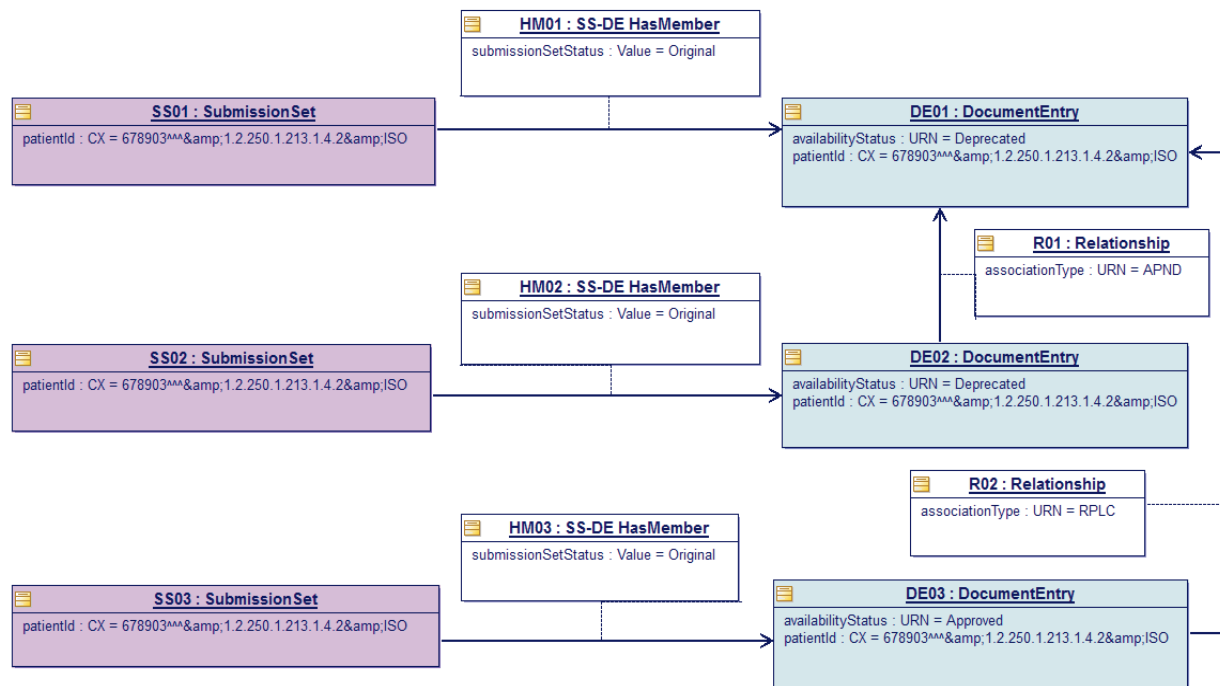 HM01 : SS-DE HasMember
submissionSetStatus : Value = Original
SS01 : SubmissionSet
patientId : CX = 678903^^^&amp;1.2.250.1.213.1.4.2&amp;ISO
DE01 : DocumentEntry
availabilityStatus : URN = Deprecated
patientId : CX = 678903^^^&amp;1.2.250.1.213.1.4.2&amp;ISO
R01 : Relationship
associationType : URN = APND
HM02 : SS-DE HasMember
submissionSetStatus : Value = Original
SS02 : SubmissionSet
patientId : CX = 678903^^^&amp;1.2.250.1.213.1.4.2&amp;ISO
DE02 : DocumentEntry
availabilityStatus : URN = Deprecated
patientId : CX = 678903^^^&amp;1.2.250.1.213.1.4.2&amp;ISO
R02 : Relationship
associationType : URN = RPLC
HM03 : SS-DE HasMember
submissionSetStatus : Value = Original
SS03 : SubmissionSet
patientId : CX = 678903^^^&amp;1.2.250.1.213.1.4.2&amp;ISO
DE03 : DocumentEntry
availabilityStatus : URN = Approved
patientId : CX = 678903^^^&amp;1.2.250.1.213.1.4.2&amp;ISO